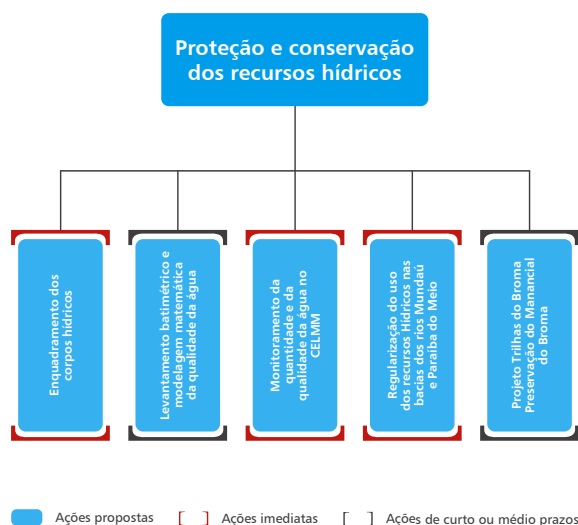 Proteção e conservação
dos recursos hídricos
Enquadramento dos
corpos hídricos
Levantamento batimétrico e
modelagem matemática
da qualidade da água
Monitoramento da
quantidade e da
qualidade da água no
CELMM
Regularização do uso
dos recursos Hídricos nas
bacias dos rios Mundaú
e Paraíba do Meio
Projeto Trilhas do Broma
Preservação do Manancial
do Broma
Ações propostas
Ações imediatas
Ações de curto ou médio prazos